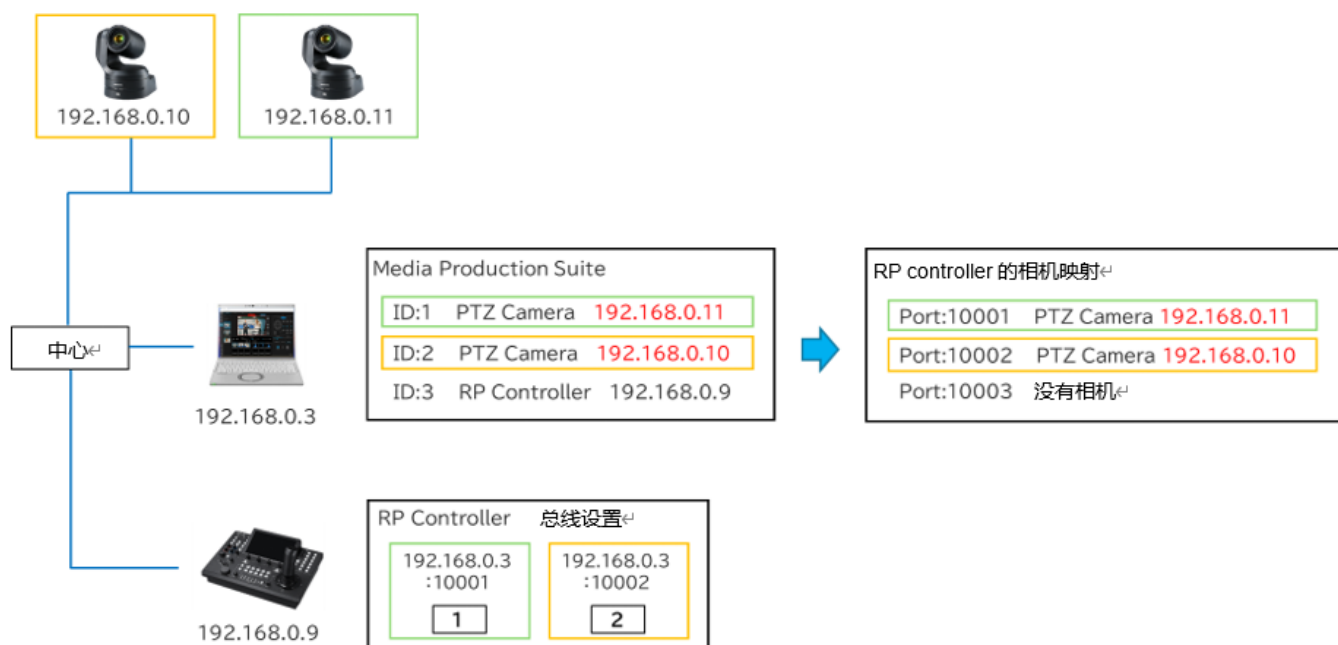 192.168.0.10
192.168.0.11
中心↵
192.168.0.3
Media Production Suite
ID:1 PTZ Camera 192.168.0.11
ID:2 PTZ Camera 192.168.0.10
ID:3 RP Controller 192.168.0.9
RP controller 的相机映射↵
Port:10001 PTZ Camera 192.168.0.11
Port:10002 PTZ Camera 192.168.0.10
Port:10003 没有相机↵
192.168.0.9
RP Controller 总线设置↵
192.168.0.3
:10001
1
192.168.0.3
:10002
2